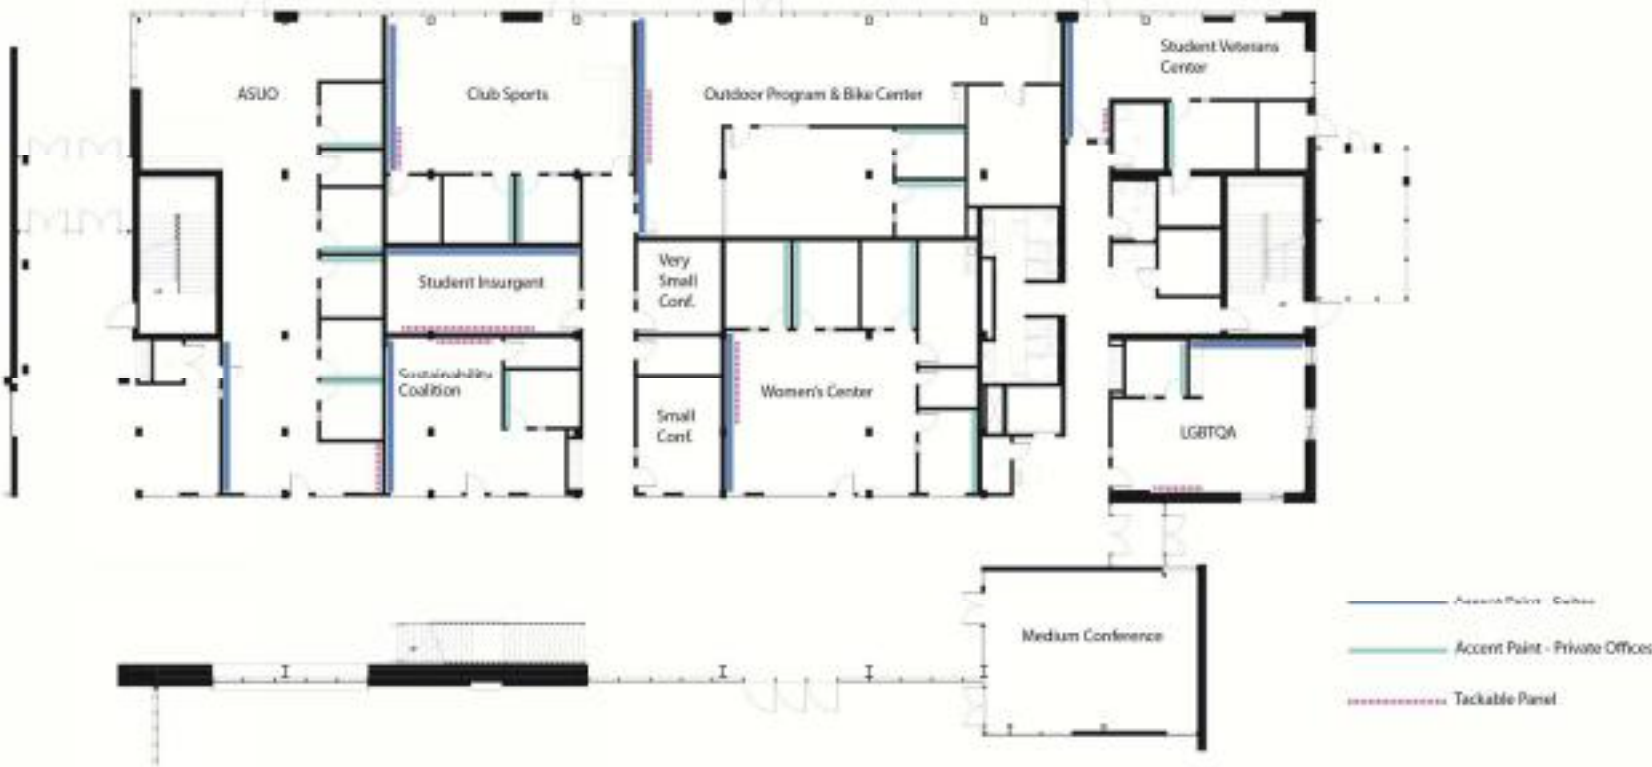 Student Veterans
Center
ASUO
Club Sports
Outdoor Program & Bike Center
Student Insurgent
Very
Small
Conf.
Sustainability
Coalition
Women's Center
Small
Conf.
LGBTQA
Medium Conference
Accent Paint - Private Offices
Tackable Panel